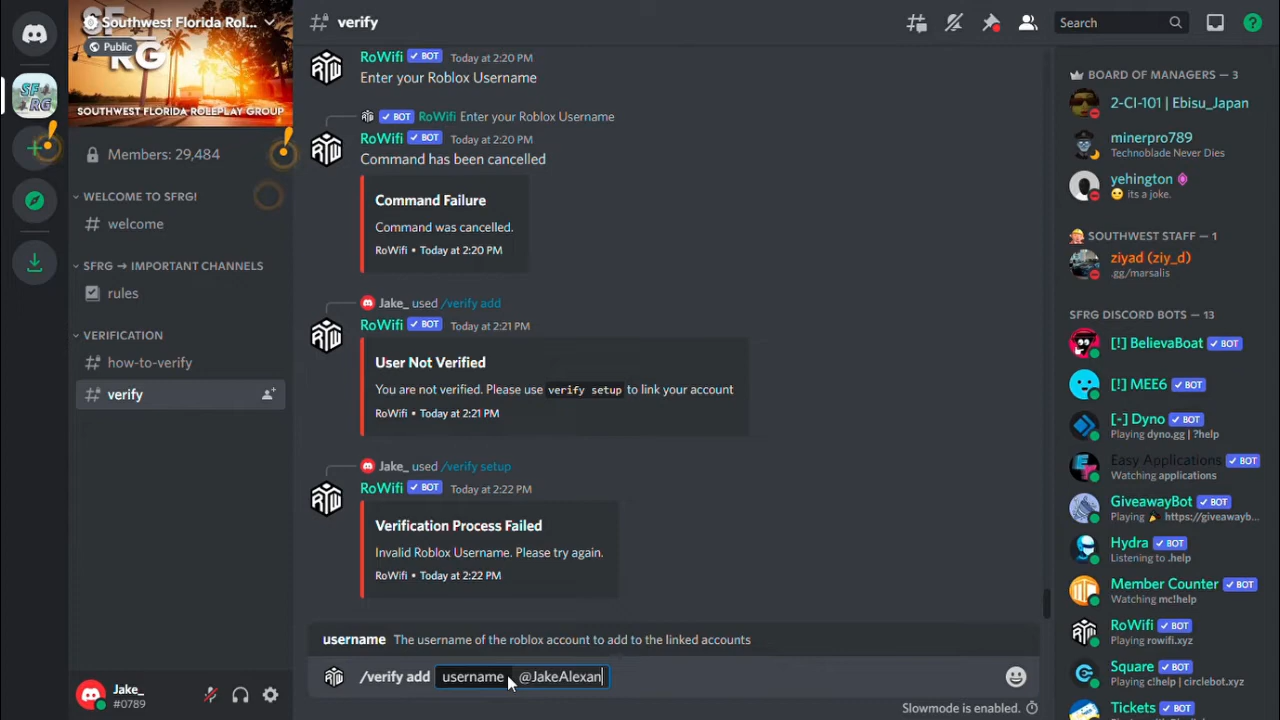 Southwest Florida Rol...
Public
SF
RG
SOUTHWEST FLORIDA ROLEPLAY GROUP
SF
RG
Members: 29,484
WELCOME TO SFRG!
welcome
SFRG → IMPORTANT CHANNELS
rules
VERIFICATION
how-to-verify
verify
Jake_
#0789
verify
Search
RoWifi BOT Today at 2:20 PM
Enter your Roblox Username
BOT RoWifi Enter your Roblox Username
RoWifi BOT Today at 2:20 PM
Command has been cancelled
Command Failure
Command was cancelled.
RoWifi • Today at 2:20 PM
Jake_ used /verify add
RoWifi BOT Today at 2:21 PM
User Not Verified
You are not verified. Please use verify setup to link your account
RoWifi • Today at 2:21 PM
Jake_ used /verify setup
RoWifi BOT Today at 2:22 PM
Verification Process Failed
Invalid Roblox Username. Please try again.
RoWifi • Today at 2:22 PM
username The username of the roblox account to add to the linked accounts
/verify add username @JakeAlexan
Slowmode is enabled.
BOARD OF MANAGERS — 3
2-CI-101 | Ebisu_Japan
minerpro789
Technoblade Never Dies
yehington
its a joke.
SOUTHWEST STAFF — 1
ziyad (ziy_d)
.gg/marsalis
SFRG DISCORD BOTS — 13
[!] BelievaBoat BOT
[!] MEE6 BOT
[-] Dyno BOT
Playing dyno.gg | ?help
Easy Applications BOT
Watching applications
GiveawayBot BOT
Playing 🎉 https://giveawayb...
Hydra BOT
Listening to .help
Member Counter BOT
Watching mc!help
RoWifi BOT
Playing rowifi.xyz
Square BOT
Playing c!help | circlebot.xyz
Tickets BOT